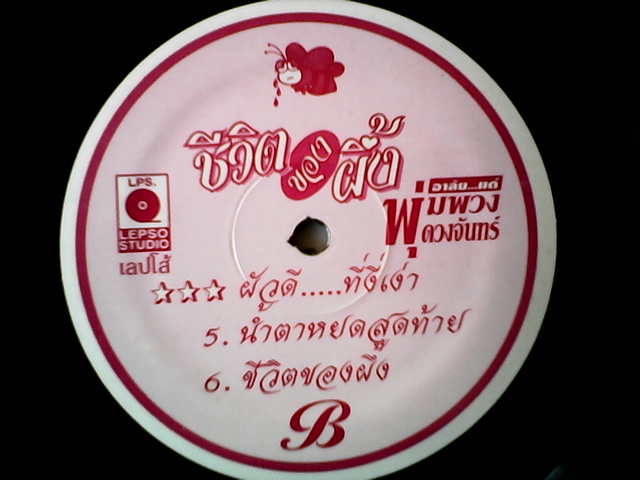 ชีวิตของผึ้ง
LPS.
LEPSO
STUDIO
เลปโส้
อาลัย...แด่
พุ่มพวง
ดวงจันทร์
ผัวดี.....ที่งี่เง่า
5. น้ำตาหยดสุดท้าย
6. ชีวิตของผึ้ง
B